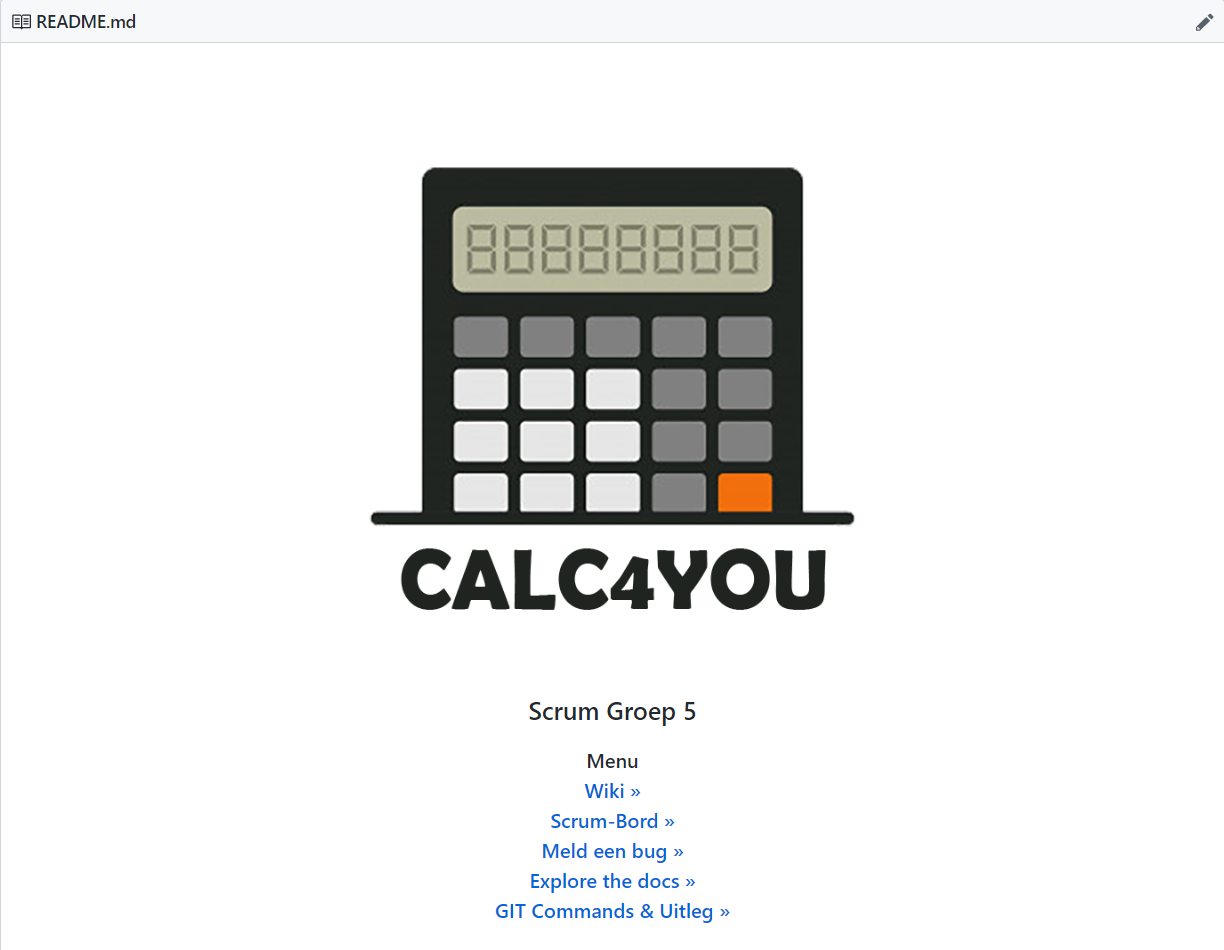 README.md
88888888
CALC4YOU
Scrum Groep 5
Menu
Wiki »
Scrum-Bord »
Meld een bug »
Explore the docs »
GIT Commands & Uitleg »